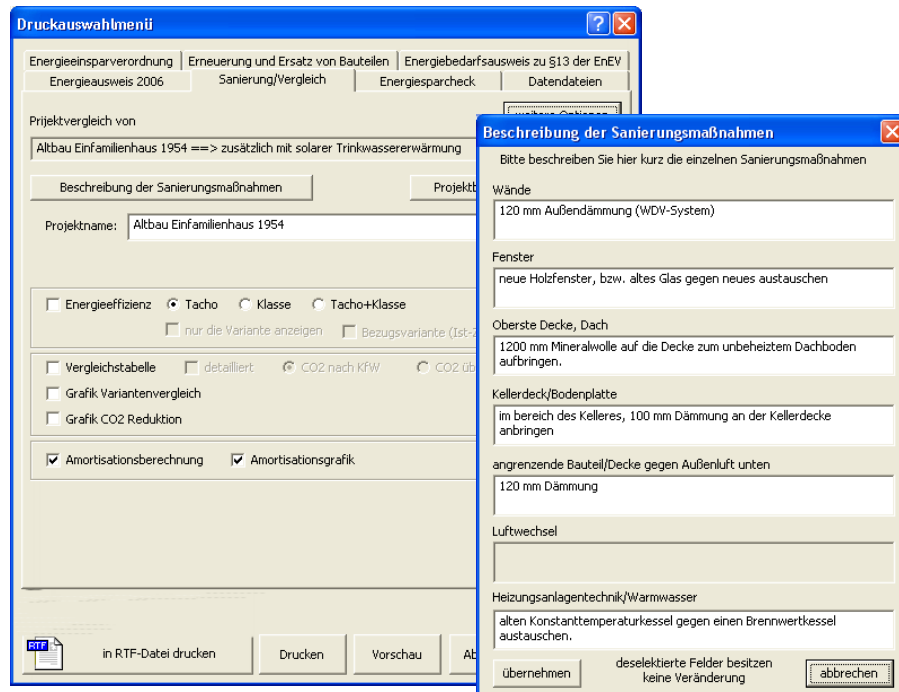 Druckauswahlmenü
Energieeinsparverordnung
Erneuerung und Ersatz von Bauteilen
Energiebedarfsausweis zu §13 der EnEV
Energieausweis 2006
Sanierung/Vergleich
Energiesparcheck
Datendateien
weitere Optionen
Prijektvergleich von
Altbau Einfamilienhaus 1954 ==> zusätzlich mit solarer Trinkwassererwärmung
Beschreibung der Sanierungsmaßnahmen
Projektname:
Altbau Einfamilienhaus 1954
Energieeffizienz
Tacho
Klasse
Tacho+Klasse
nur die Variante anzeigen
Bezugsvariante (Ist-
Vergleichstabelle
detailliert
CO2 nach KfW
CO2 üb
Grafik Variantenvergleich
Grafik CO2 Reduktion
Amortisationsberechnung
Amortisationsgrafik
RTF
in RTF-Datei drucken
Drucken
Vorschau
Beschreibung der Sanierungsmaßnahmen
Bitte beschreiben Sie hier kurz die einzelnen Sanierungsmaßnahmen
Wände
120 mm Außendämmung (WDV-System)
Fenster
neue Holzfenster, bzw. altes Glas gegen neues austauschen
Oberste Decke, Dach
1200 mm Mineralwolle auf die Decke zum unbeheiztem Dachboden
aufbringen.
Kellerdeck/Bodenplatte
im bereich des Kelleres, 100 mm Dämmung an der Kellerdecke
anbringen
angrenzende Bauteil/Decke gegen Außenluft unten
120 mm Dämmung
Luftwechsel
Heizungsanlagentechnik/Warmwasser
alten Konstanttemperaturkessel gegen einen Brennwertkessel
austauschen.
übernehmen
deselektierte Felder besitzen
keine Veränderung
abbrechen